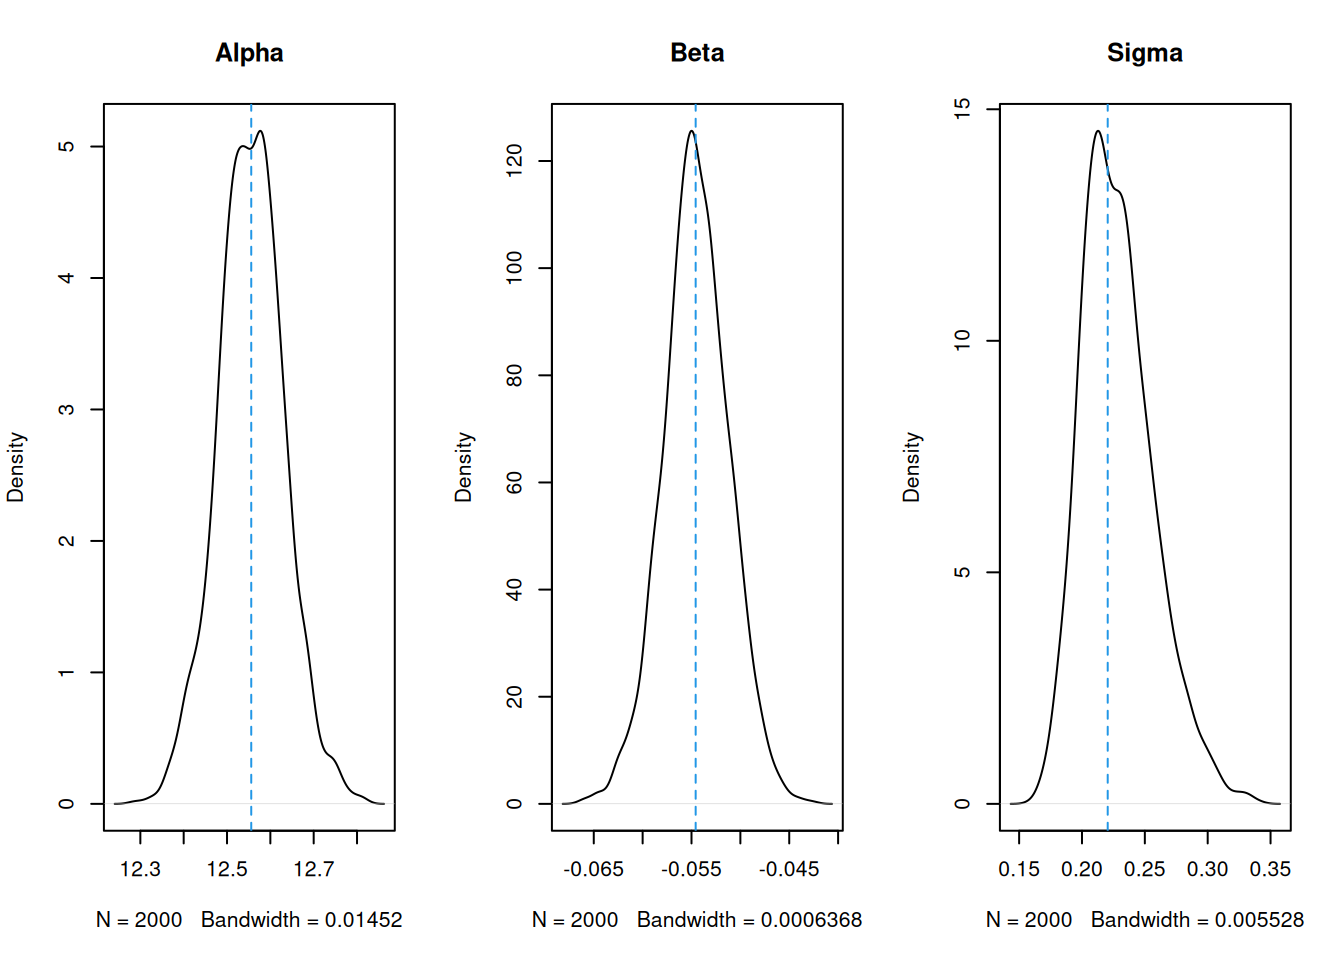 Alpha
Density
5
4
3
2
1
0
12.3 12.5 12.7
N = 2000 Bandwidth = 0.01452
Beta
Density
120
100
80
60
40
20
0
-0.065 -0.055 -0.045
N = 2000 Bandwidth = 0.0006368
Sigma
Density
15
10
5
0
0.15 0.20 0.25 0.30 0.35
N = 2000 Bandwidth = 0.005528